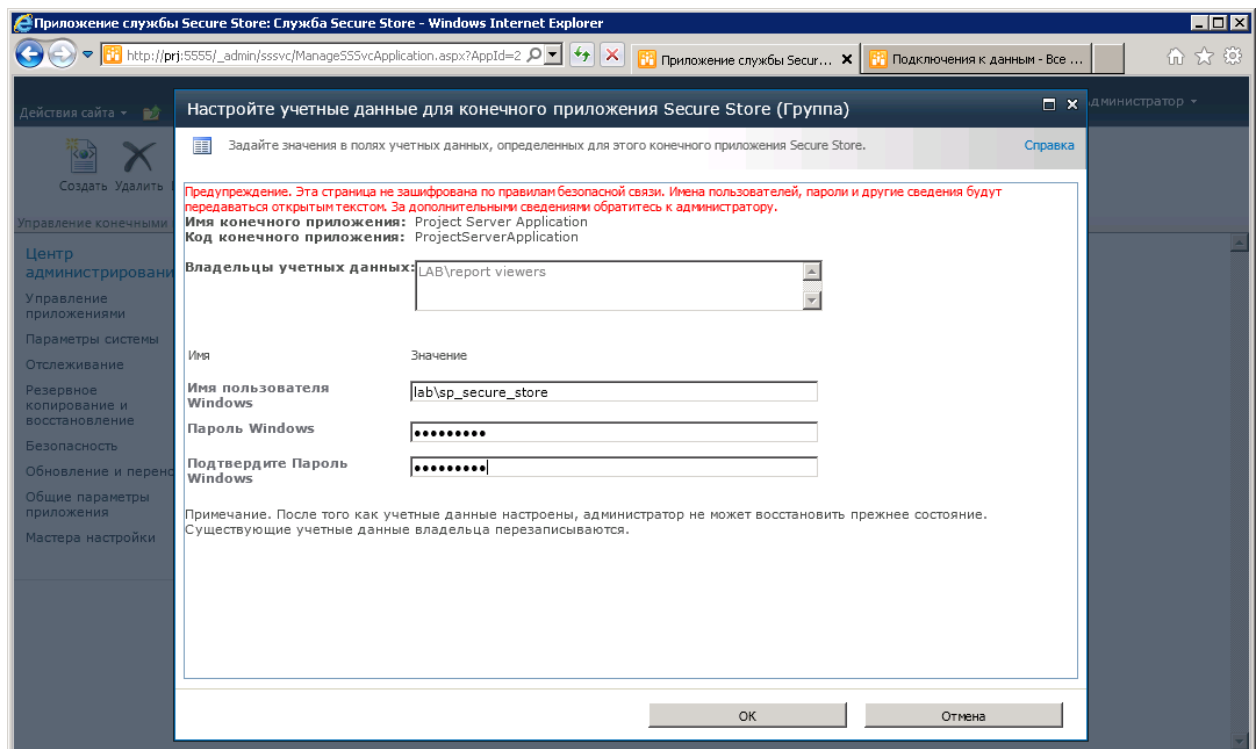 Приложение службы Secure Store: Служба Secure Store - Windows Internet Explorer
http://prj:5555/_admin/sssvc/ManageSSSvcApplication.aspx?AppId=2
Приложение службы Secur...
Подключения к данным - Все ...
Действия сайта
дминистратор
Создать Удалить
Управление конечными
Центр
администрировани
Управление
приложениями
Параметры системы
Отслеживание
Резервное
копирование и
восстановление
Безопасность
Обновление и перено
Общие параметры
приложения
Мастера настройки
Настройте учетные данные для конечного приложения Secure Store (Группа)
Задайте значения в полях учетных данных, определенных для этого конечного приложения Secure Store.
Справка
Предупреждение. Эта страница не зашифрована по правилам безопасной связи. Имена пользователей, пароли и другие сведения будут
передаваться открытым текстом. За дополнительными сведениями обратитесь к администратору.
Имя конечного приложения: Project Server Application
Код конечного приложения: ProjectServerApplication
Владельцы учетных данных: LAB\report viewers
Имя Значение
Имя пользователя
Windows
lab\sp_secure_store
Пароль Windows
Подтвердите Пароль
Windows
Примечание. После того как учетные данные настроены, администратор не может восстановить прежнее состояние.
Существующие учетные данные владельца перезаписываются.
ОК
Отмена